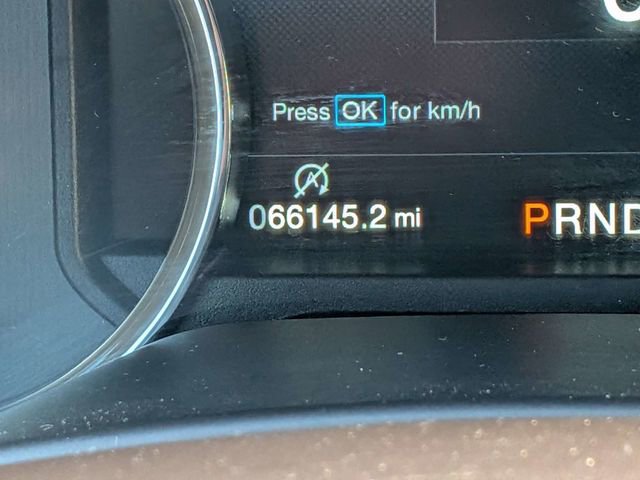 Press OK for km/h
A
066145.2 mi PRND